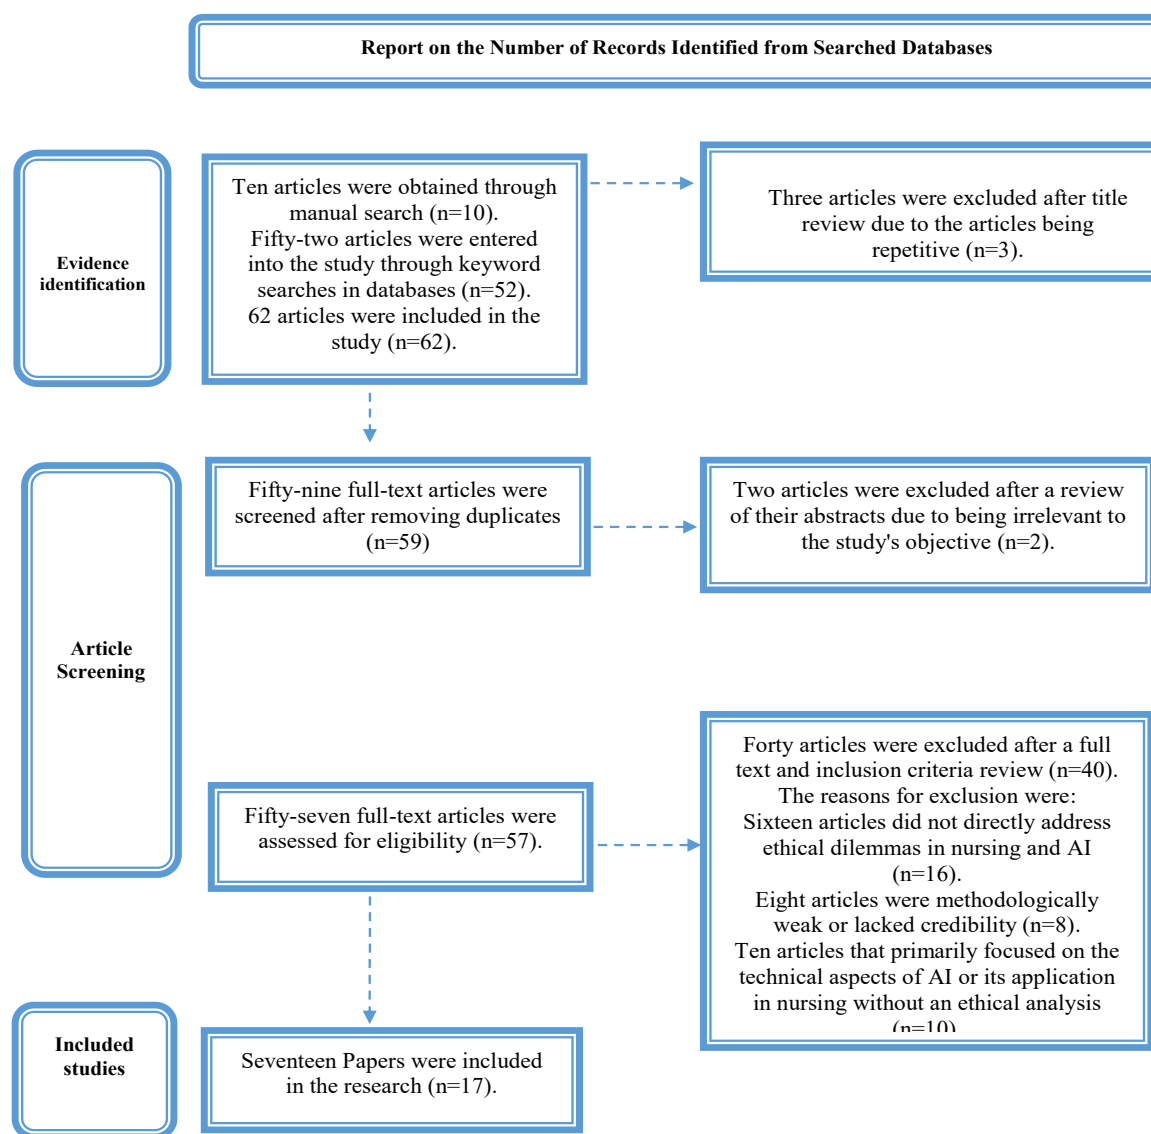 Report on the Number of Records Identified from Searched Databases
Evidence
identification
Ten articles were obtained through
manual search (n=10).
Fifty-two articles were entered
into the study through keyword
searches in databases (n=52).
62 articles were included in the
study (n=62).
Three articles were excluded after title
review due to the articles being
repetitive (n=3).
Article
Screening
Fifty-nine full-text articles were
screened after removing duplicates
(n=59)
Two articles were excluded after a review
of their abstracts due to being irrelevant to
the study's objective (n=2).
Fifty-seven full-text articles were
assessed for eligibility (n=57).
Forty articles were excluded after a full
text and inclusion criteria review (n=40).
The reasons for exclusion were:
Sixteen articles did not directly address
ethical dilemmas in nursing and AI
(n=16).
Eight articles were methodologically
weak or lacked credibility (n=8).
Ten articles that primarily focused on the
technical aspects of AI or its application
in nursing without an ethical analysis
(n=10)
Included
studies
Seventeen Papers were included
in the research (n=17).